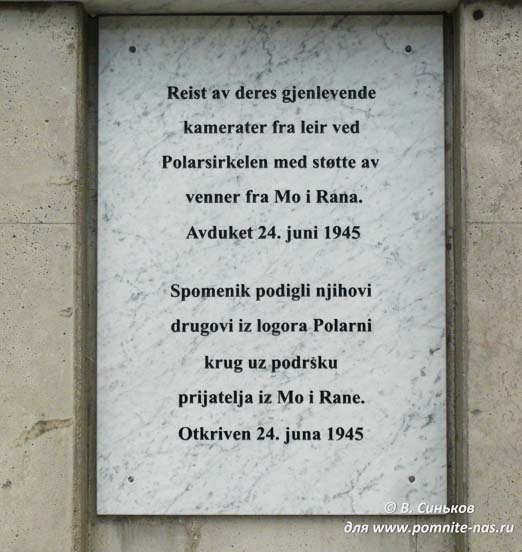 Reist av deres gjenlevende
kamerater fra leir ved
Polarsirkelen med støtte av
venner fra Mo i Rana.
Avduket 24. juni 1945
Spomenik podigli njihovi
drugovi iz logora Polarni
krug uz podršku
prijatelja iz Mo i Rane.
Otkriven 24. juna 1945
© В. Синьков
для www.pomnite-nas.ru